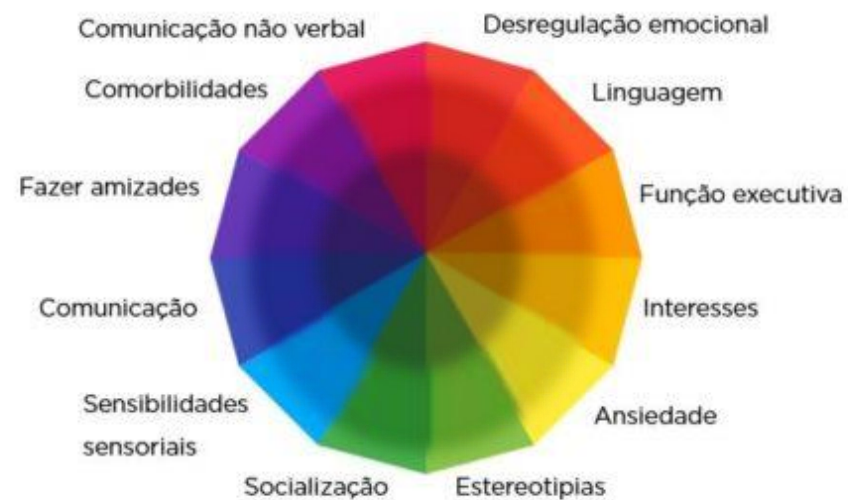 Comunicação não verbal
Desregulação emocional
Comorbilidades
Linguagem
Fazer amizades
Função executiva
Comunicação
Interesses
Sensibilidades
sensoriais
Ansiedade
Socialização
Estereotipias